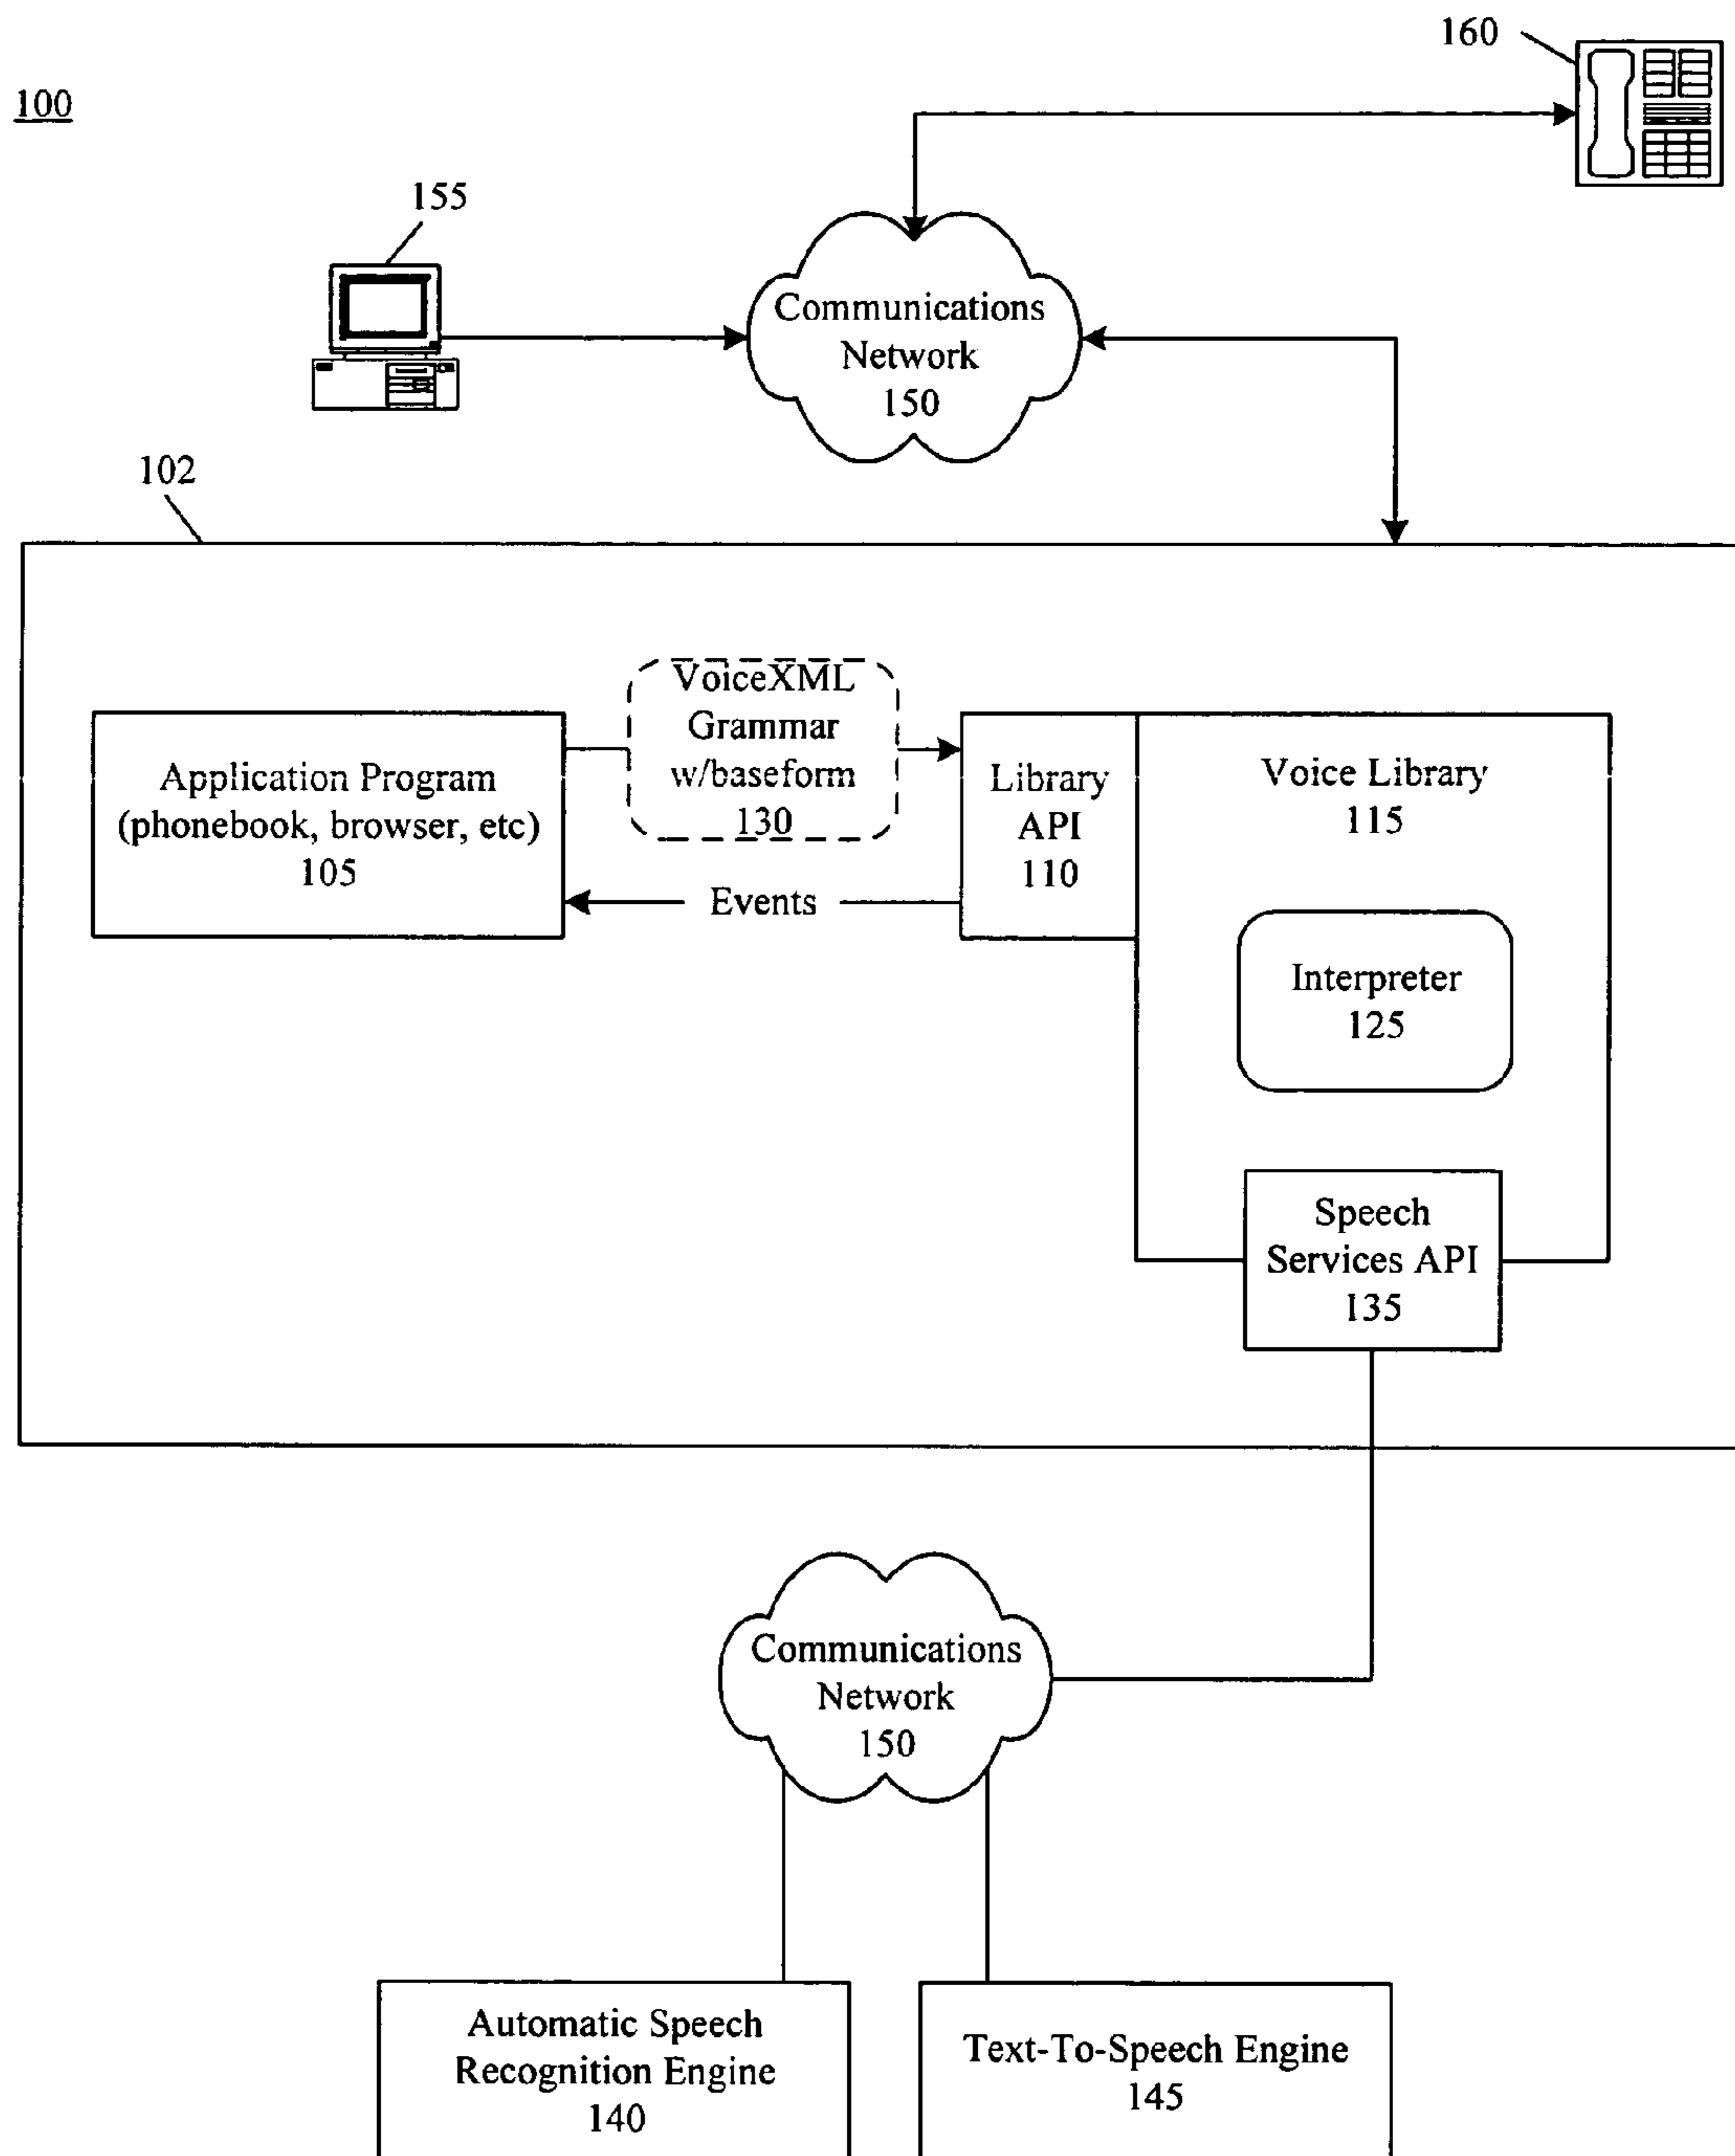 160
100
155
Communications
Network
150
102
VoiceXML
Grammar
w/baseform
130
Application Program
(phonebook, browser, etc)
105
Library
API
110
Voice Library
115
Events
Interpreter
125
Speech
Services API
135
Communications
Network
150
Automatic Speech
Recognition Engine
140
Text-To-Speech Engine
145